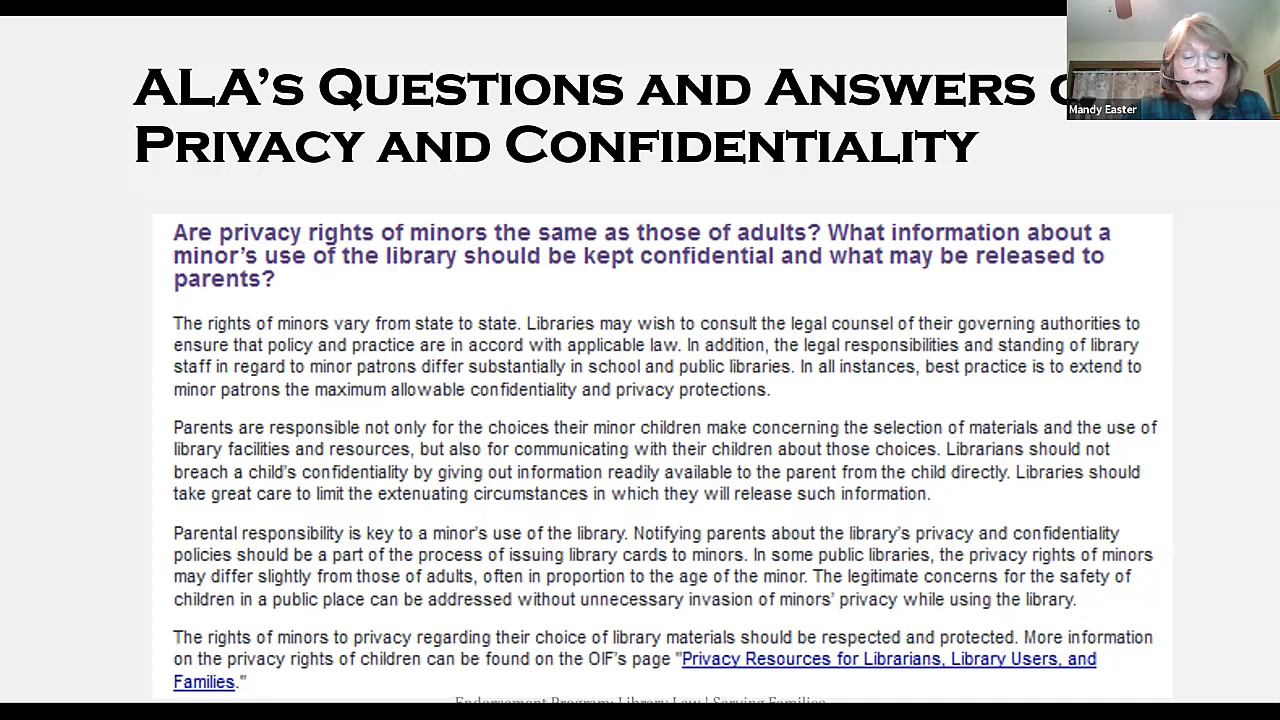 ALA's Questions and Answers
Privacy and Confidentiality
Mandy Easter
Are privacy rights of minors the same as those of adults? What information about a
minor's use of the library should be kept confidential and what may be released to
parents?
The rights of minors vary from state to state. Libraries may wish to consult the legal counsel of their governing authorities to
ensure that policy and practice are in accord with applicable law. In addition, the legal responsibilities and standing of library
staff in regard to minor patrons differ substantially in school and public libraries. In all instances, best practice is to extend to
minor patrons the maximum allowable confidentiality and privacy protections.
Parents are responsible not only for the choices their minor children make concerning the selection of materials and the use of
library facilities and resources, but also for communicating with their children about those choices. Librarians should not
breach a child's confidentiality by giving out information readily available to the parent from the child directly. Libraries should
take great care to limit the extenuating circumstances in which they will release such information.
Parental responsibility is key to a minor's use of the library. Notifying parents about the library's privacy and confidentiality
policies should be a part of the process of issuing library cards to minors. In some public libraries, the privacy rights of minors
may differ slightly from those of adults, often in proportion to the age of the minor. The legitimate concerns for the safety of
children in a public place can be addressed without unnecessary invasion of minors' privacy while using the library.
The rights of minors to privacy regarding their choice of library materials should be respected and protected. More information
on the privacy rights of children can be found on the OIF's page "Privacy Resources for Librarians, Library Users, and
Families."
Endorsement Program: Library Law | Serving Families